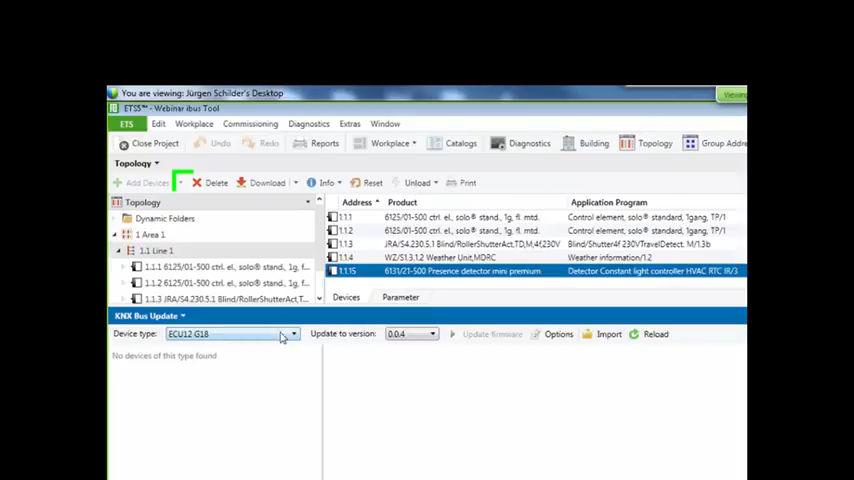 You are viewing: Jürgen Schilder's Desktop
Viewing
ETS5™ - Webinar ibus Tool
ETS Edit Workplace Commissioning Diagnostics Extras Window
Close Project Undo Redo Reports Workplace Catalogs Diagnostics Building Topology Group Addre
Topology
Add Devices Delete Download Info Reset Unload Print
Topology Address Product Application Program
Dynamic Folders 1.1.1 6125/01-500 ctrl. el., solo® stand., 1g, fl. mtd. Control element, solo® standard, 1gang, TP/1
1 Area 1 1.1.2 6125/01-500 ctrl. el., solo® stand., 1g, fl. mtd. Control element, solo® standard, 1gang, TP/1
1.1.3 JRA/S4.230.5.1 Blind/RollerShutterAct,TD,M,4f,230V Blind/Shutter4f 230VTravelDetect. M/1.3b
1.1 Line 1 1.1.4 WZ/S1.3.1.2 Weather Unit,MDRC Weather information/1.2
1.1.1 6125/01-500 ctrl. el., solo® stand., 1g, f... 1.1.15 6131/21-500 Presence detector mini premium Detector Constant light controller HVAC RTC IR/3
1.1.2 6125/01-500 ctrl. el., solo® stand., 1g, f...
1.1.3 JRA/S4.230.5.1 Blind/RollerShutterAct,T... Devices Parameter
KNX Bus Update
Device type: ECU12 G18 Update to version: 0.0.4 Update firmware Options Import Reload
No devices of this type found